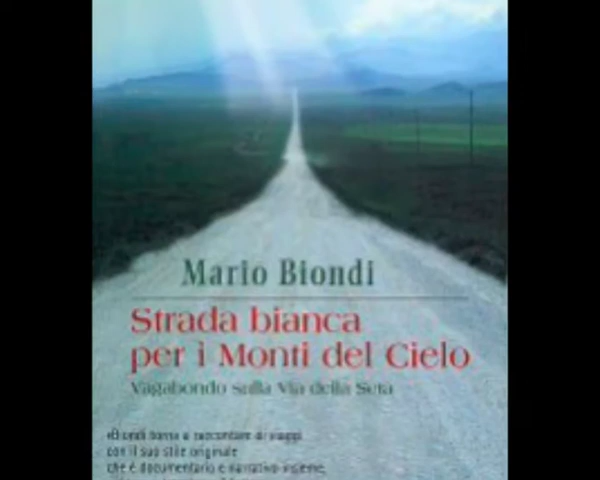 Mario Biondi
Strada bianca
per i Monti del Cielo
Vagabondo sulla Via della Seta
«Biondi torna a raccontare di viaggi
con il suo stile originale
che è documentario e narrativo insieme,